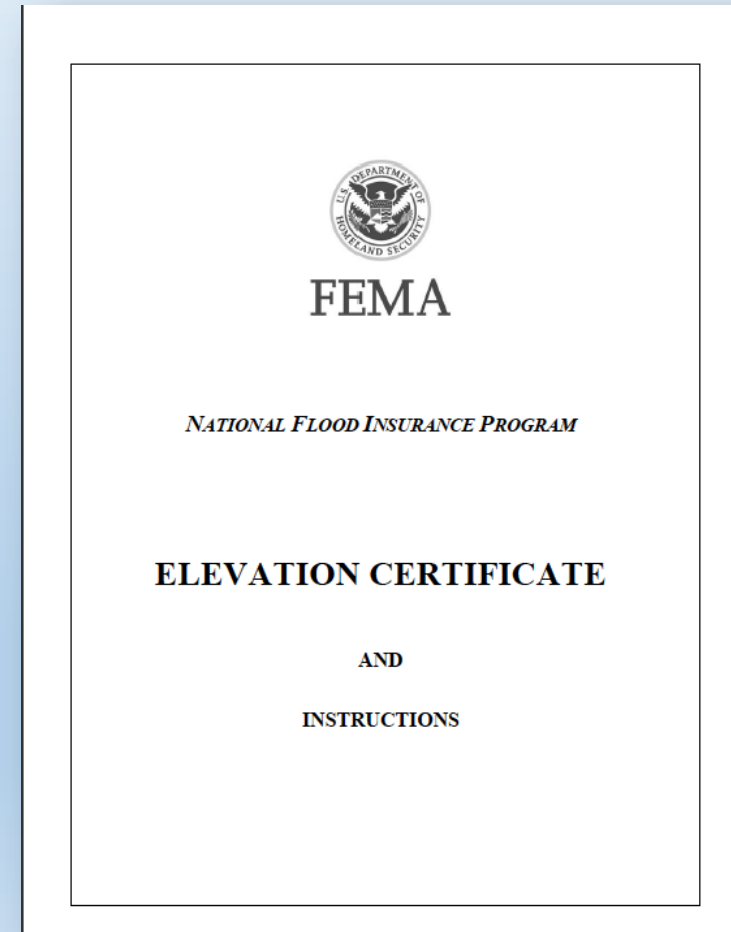 U.S. DEPARTMENT OF
HOMELAND SECURITY
FEMA
NATIONAL FLOOD INSURANCE PROGRAM
ELEVATION CERTIFICATE
AND
INSTRUCTIONS